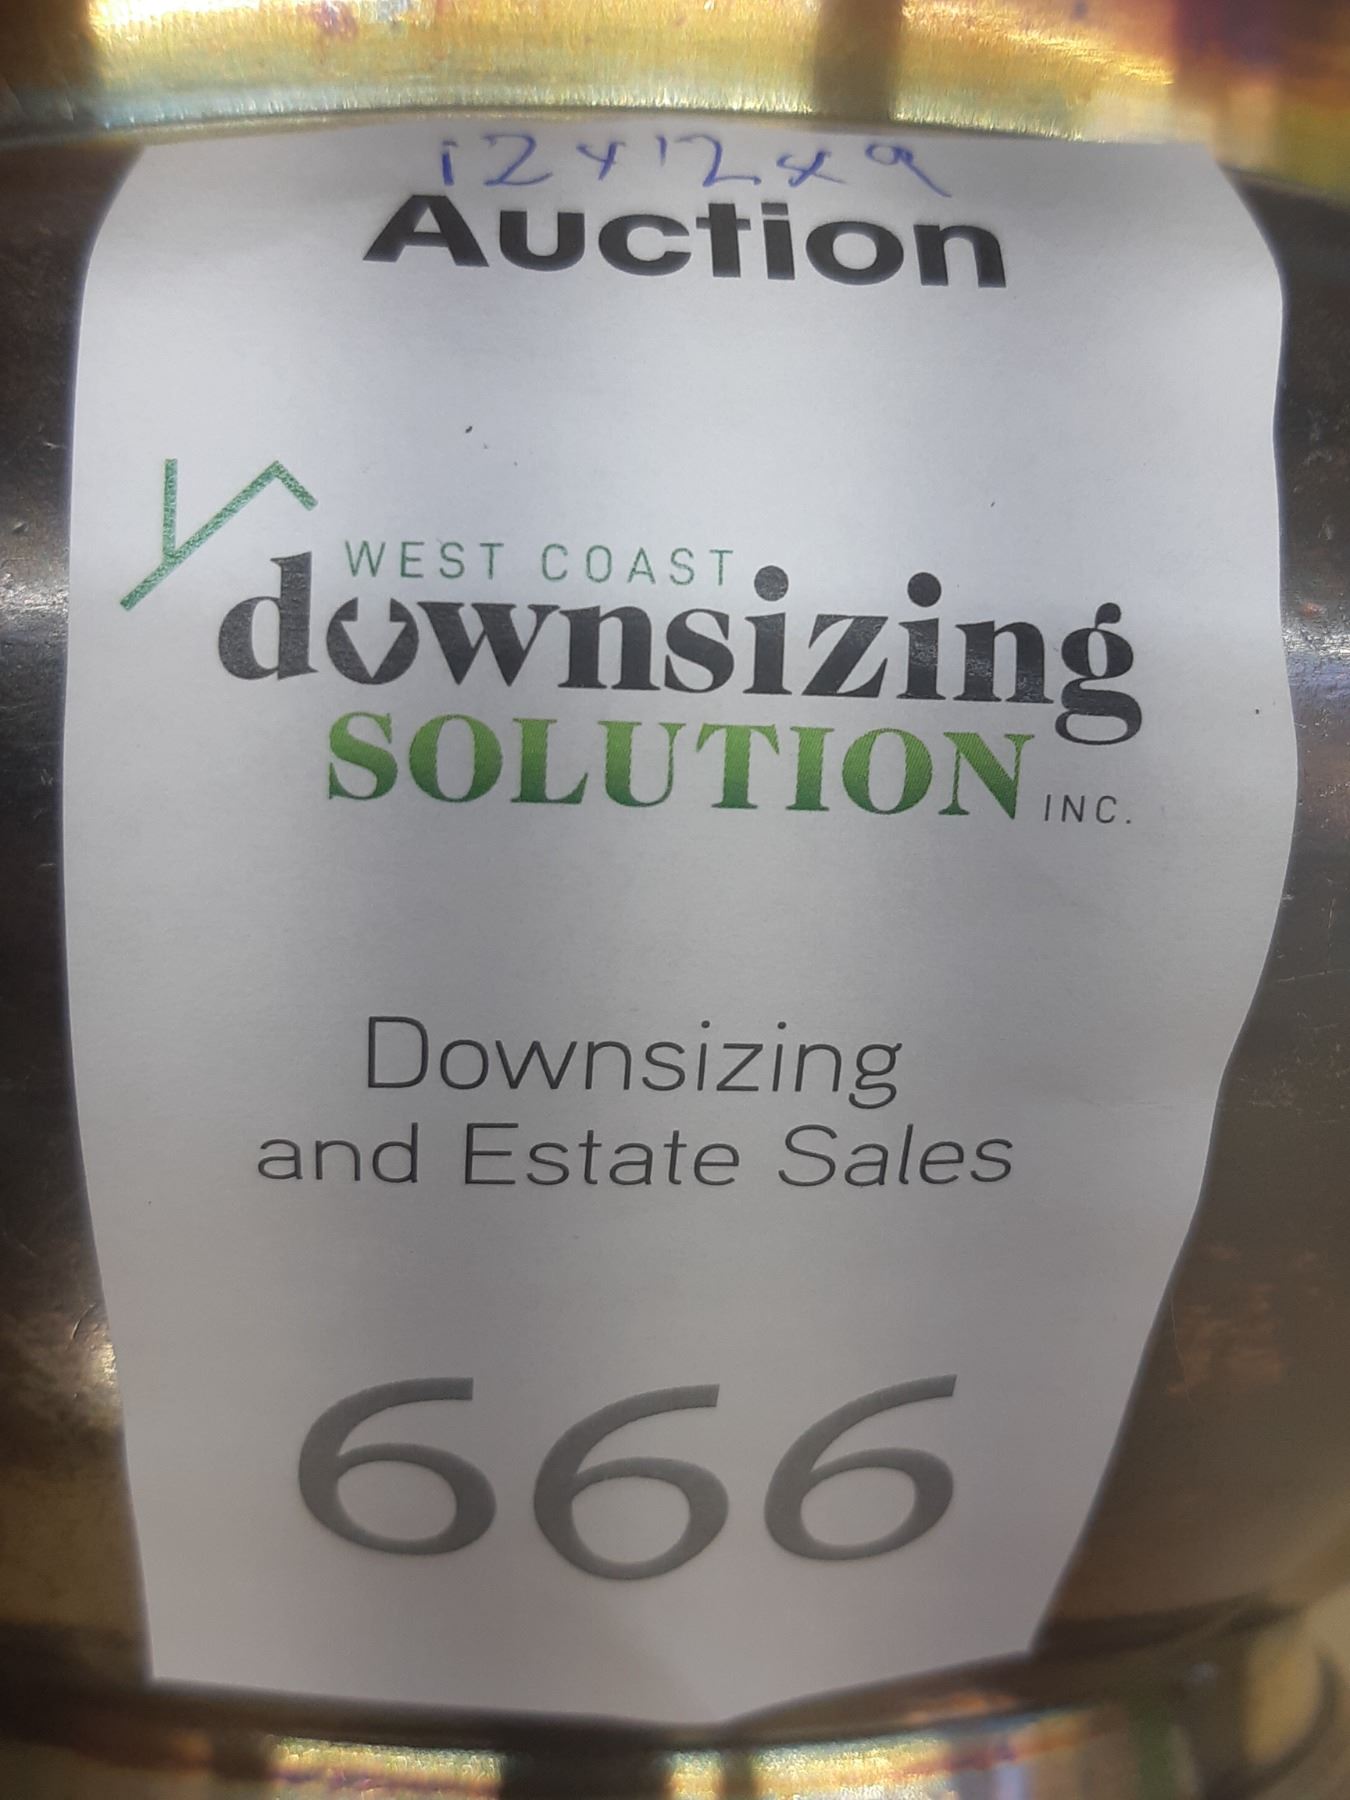 12x12x9
Auction
WEST COAST
downsizing
SOLUTION INC.
Downsizing
and Estate Sales
666